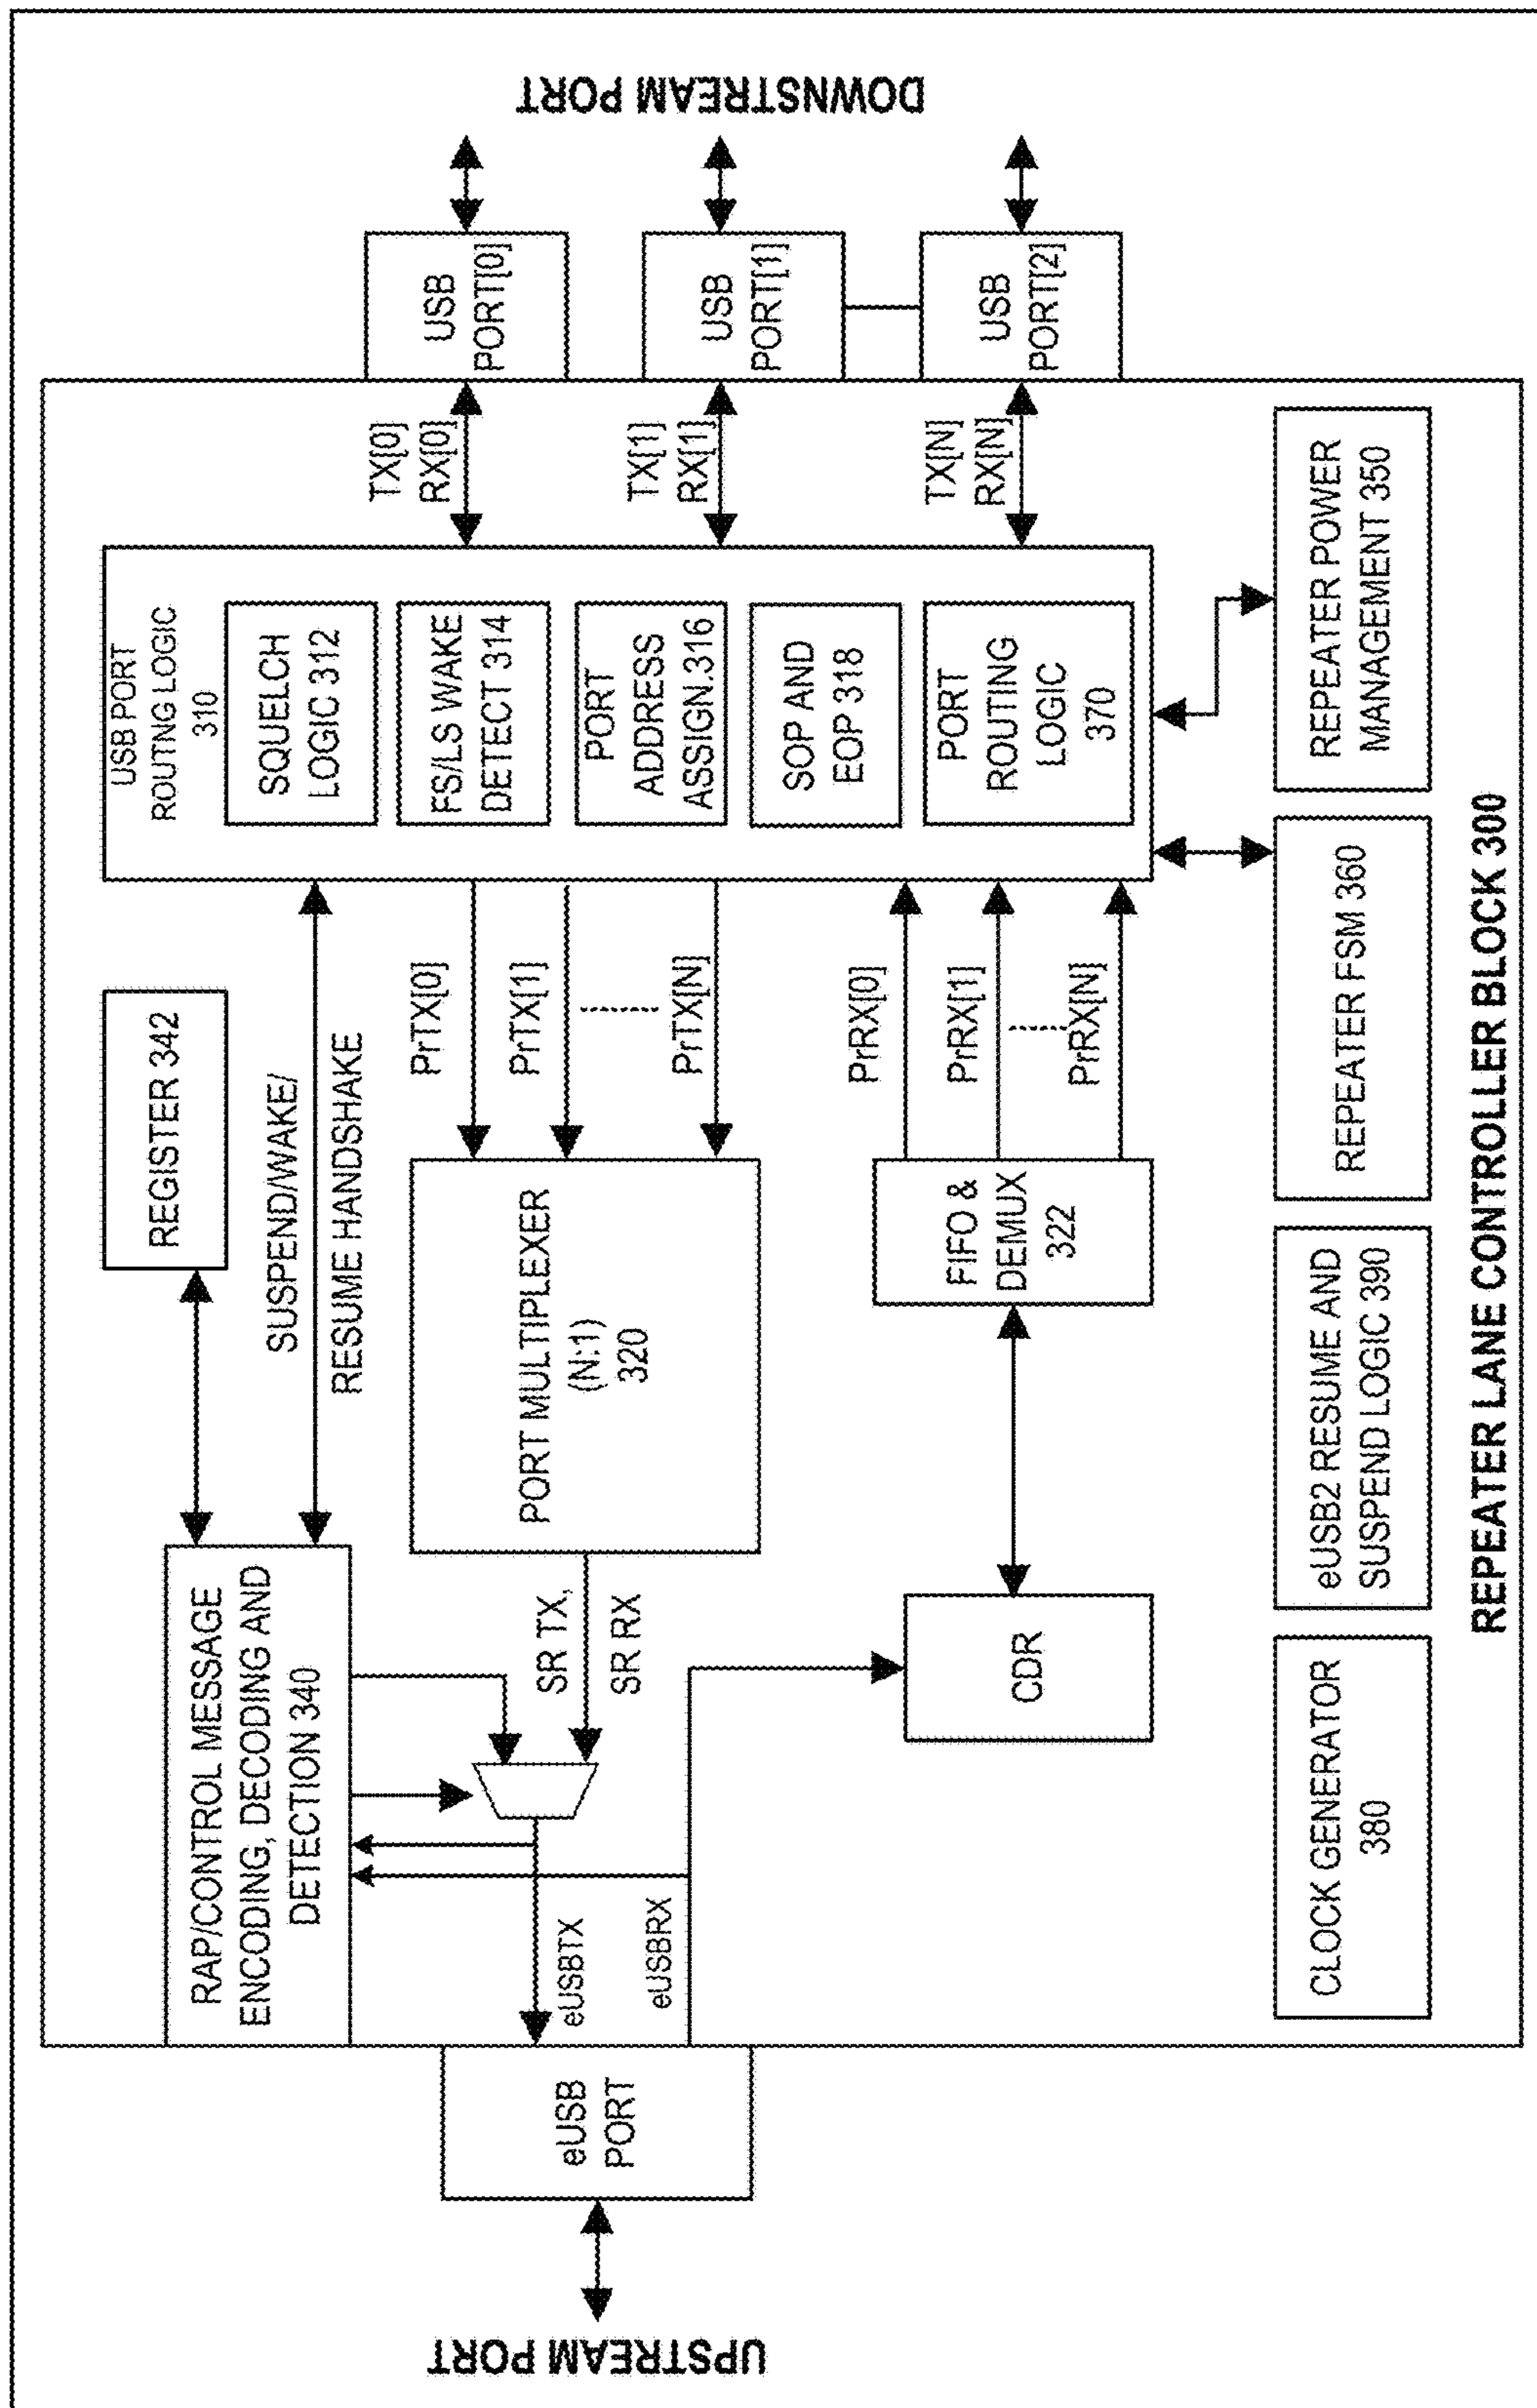 UPSTREAM PORT
eUSB
PORT
RAP/CONTROL MESSAGE
ENCODING, DECODING AND
DETECTION 340
REGISTER 342
SUSPEND/WAKE/
RESUME HANDSHAKE
eUSBTX
eUSBRX
SR TX,
SR RX
PORT MULTIPLEXER
(N:1)
320
PrTX[0]
PrTX[1]
PrTX[N]
CDR
FIFO &
DEMUX
322
PrRX[0]
PrRX[1]
PrRX[N]
USB PORT
ROUTNG LOGIC
310
SQUELCH
LOGIC 312
FS/LS WAKE
DETECT 314
PORT
ADDRESS
ASSIGN.316
SOP AND
EOP 318
PORT
ROUTING
LOGIC
370
TX[0]
RX[0]
TX[1]
RX[1]
TX[N]
RX[N]
USB
PORT[0]
USB
PORT[1]
USB
PORT[2]
DOWNSTREAM PORT
CLOCK GENERATOR
380
eUSB2 RESUME AND
SUSPEND LOGIC 390
REPEATER FSM 360
REPEATER POWER
MANAGEMENT 350
REPEATER LANE CONTROLLER BLOCK 300